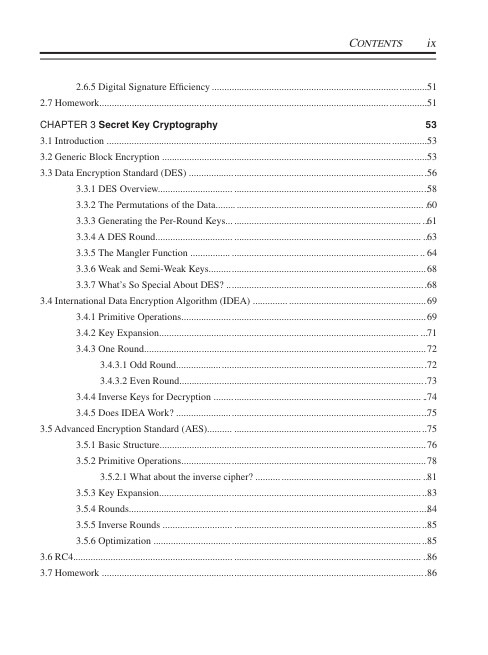 CONTENTS ix
2.6.5 Digital Signature Efficiency ..........51
2.7 Homework..........51
CHAPTER 3 Secret Key Cryptography 53
3.1 Introduction ..........53
3.2 Generic Block Encryption ..........53
3.3 Data Encryption Standard (DES) ..........56
3.3.1 DES Overview..........58
3.3.2 The Permutations of the Data..........60
3.3.3 Generating the Per-Round Keys..........61
3.3.4 A DES Round..........63
3.3.5 The Mangler Function ..........64
3.3.6 Weak and Semi-Weak Keys..........68
3.3.7 What's So Special About DES? ..........68
3.4 International Data Encryption Algorithm (IDEA) ..........69
3.4.1 Primitive Operations..........69
3.4.2 Key Expansion..........71
3.4.3 One Round..........72
3.4.3.1 Odd Round..........72
3.4.3.2 Even Round..........73
3.4.4 Inverse Keys for Decryption ..........74
3.4.5 Does IDEA Work? ..........75
3.5 Advanced Encryption Standard (AES)..........75
3.5.1 Basic Structure..........76
3.5.2 Primitive Operations..........78
3.5.2.1 What about the inverse cipher? ..........81
3.5.3 Key Expansion..........83
3.5.4 Rounds..........84
3.5.5 Inverse Rounds ..........85
3.5.6 Optimization ..........85
3.6 RC4..........86
3.7 Homework ..........86